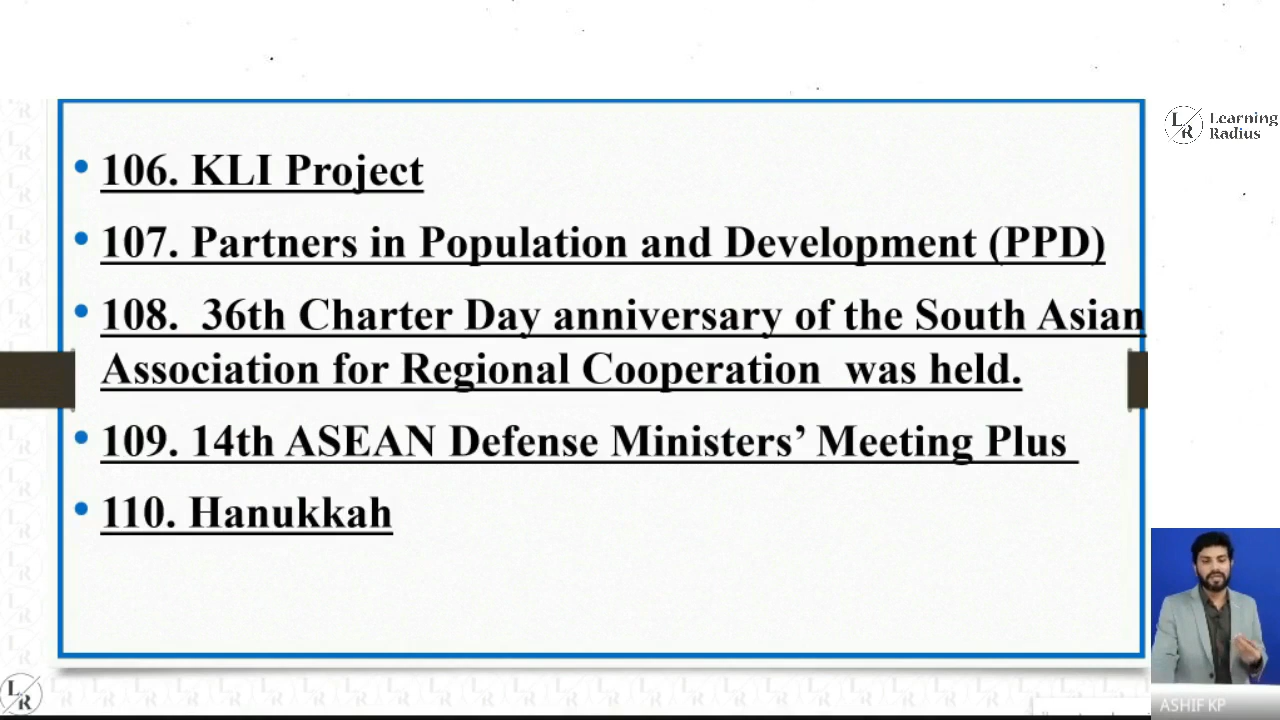 Learning
Radius
• 106. KLI Project
• 107. Partners in Population and Development (PPD)
• 108.  36th Charter Day anniversary of the South Asian
Association for Regional Cooperation  was held.
• 109. 14th ASEAN Defense Ministers’ Meeting Plus
• 110. Hanukkah
LR
ASHIF KP